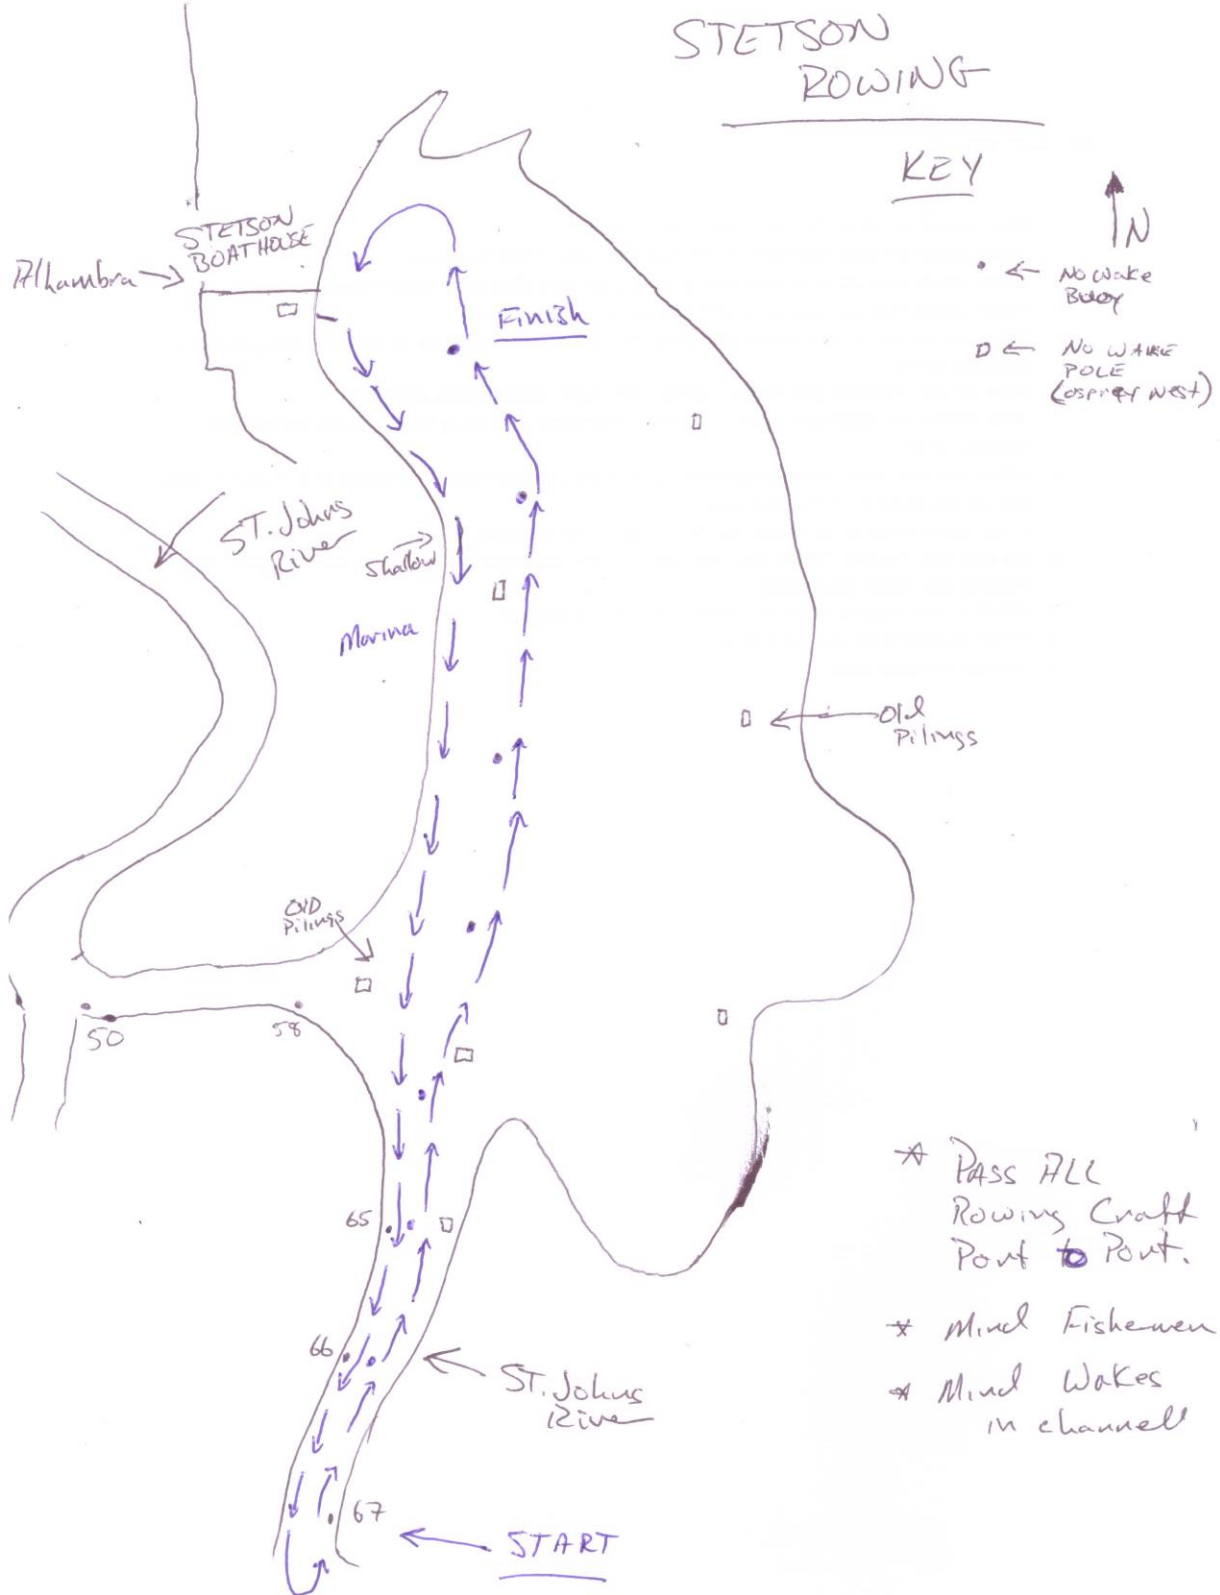 STETSON
ROWING
KEY
N
No Wake
Buoy
No WAKE
POLE
(osprey Nest)
STETSON
BOATHOUSE
Alhambra
Finish
ST. Johns
River
Shallow
Marina
Old
Pilings
OlD
Pilings
50
58
65
66
67
ST. Johns
River
START
* PASS ALL
Rowing Craft
Port to Port.
* Mind Fishermen
* Mind Wakes
in channell